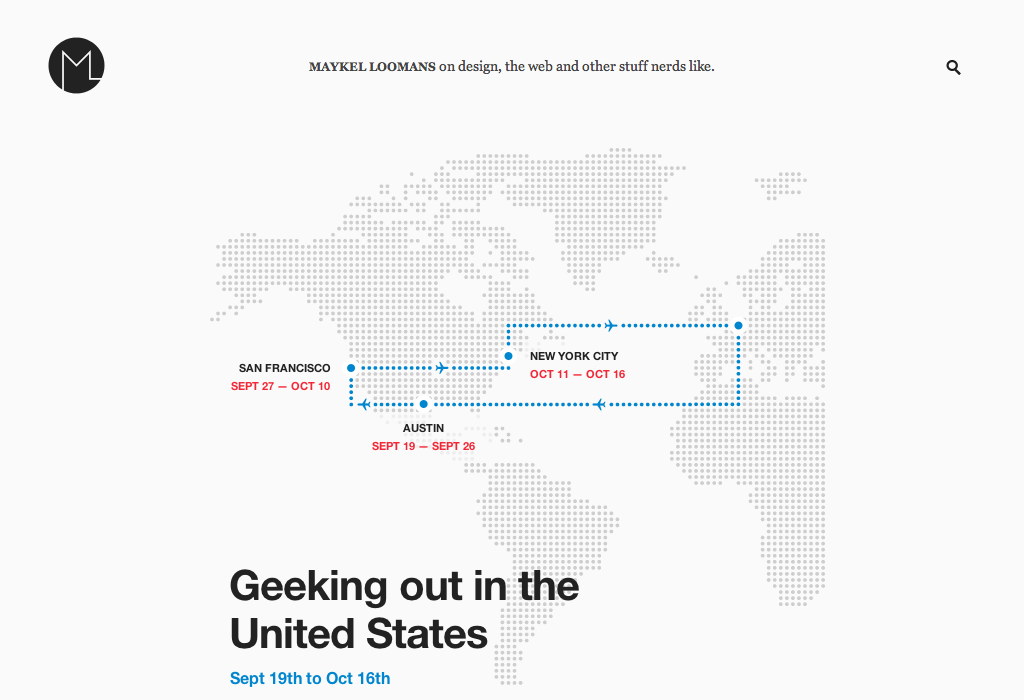 ML
MAYKEL LOOMANS on design, the web and other stuff nerds like.
SAN FRANCISCO
SEPT 27 — OCT 10
NEW YORK CITY
OCT 11 — OCT 16
AUSTIN
SEPT 19 — SEPT 26
Geeking out in the
United States
Sept 19th to Oct 16th